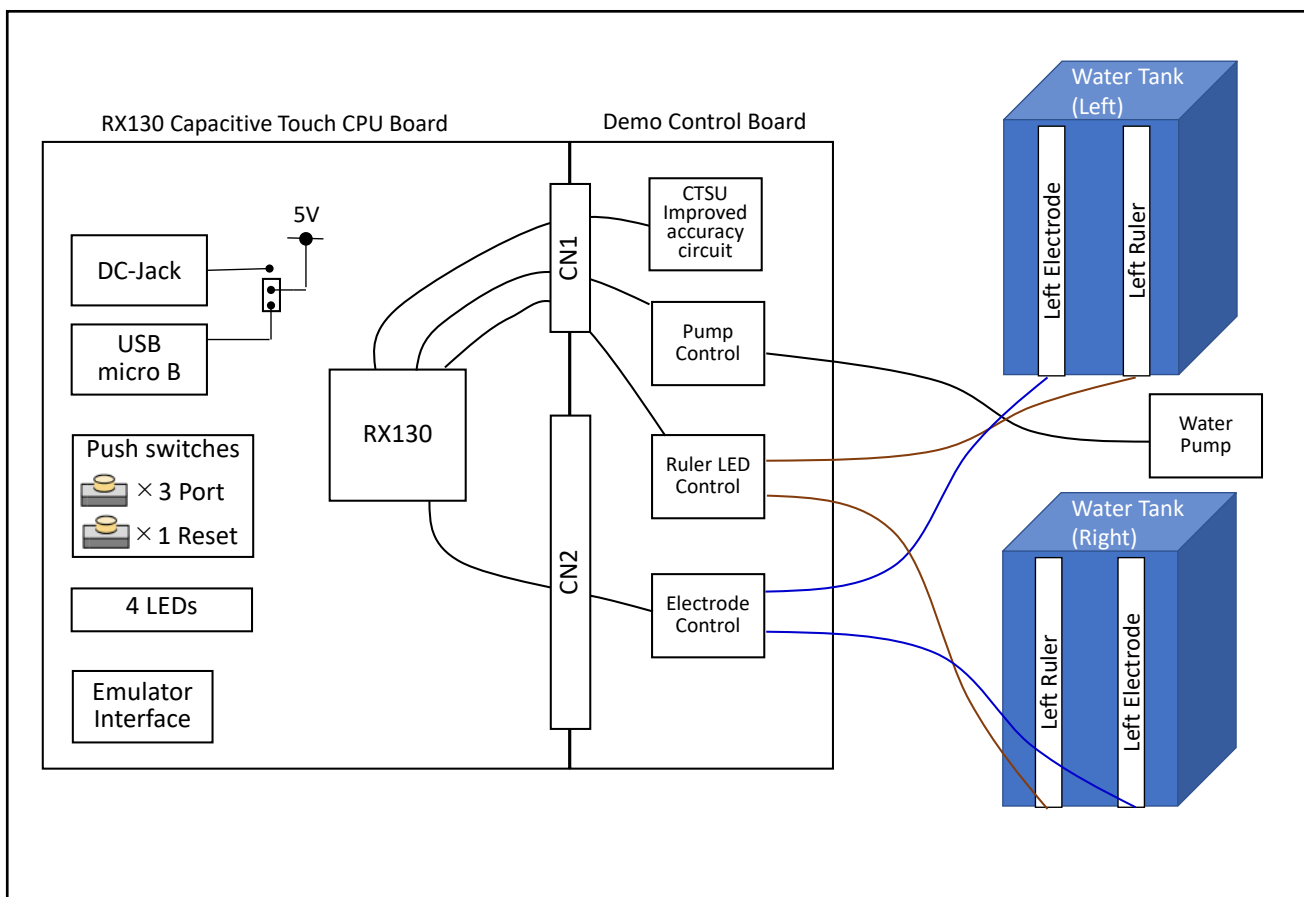 RX130 Capacitive Touch CPU Board
Demo Control Board
Water Tank
(Left)
Left Electrode
Left Ruler
5V
DC-Jack
USB
micro B
Push switches
×3 Port
×1 Reset
4 LEDs
Emulator
Interface
RX130
CN1
CN2
CTSU
Improved
accuracy
circuit
Pump
Control
Ruler LED
Control
Electrode
Control
Water
Pump
Water Tank
(Right)
Left Ruler
Left Electrode